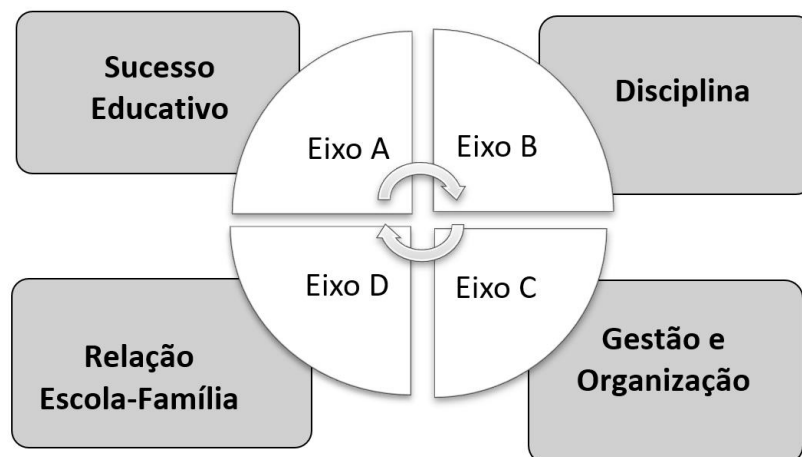 Sucesso
Educativo
Disciplina
Eixo A
Eixo B
Eixo D
Eixo C
Relação
Escola-Família
Gestão e
Organização